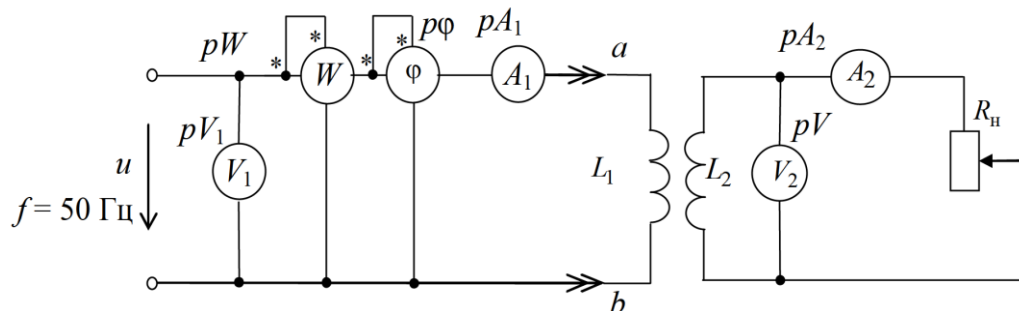 pW
*
*
W
*
*
pφ
φ
pA₁
A₁
a
pA₂
A₂
Rн
pV₁
V₁
u
f = 50 Гц
L₁
L₂
pV
V₂
b